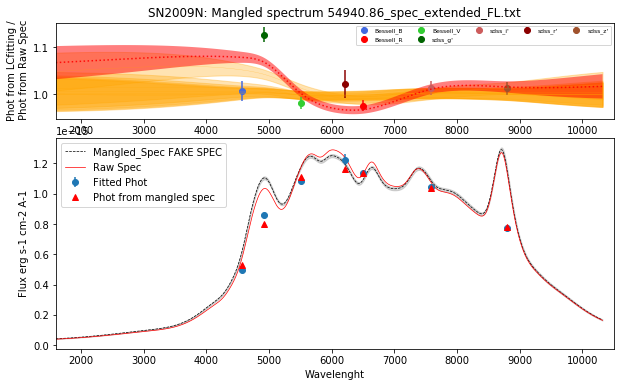 SN2009N: Mangled spectrum 54940.86_spec_extended_FL.txt
Phot from LCfitting /
Phot from Raw Spec
1.1
1.0
Bessell_B
Bessell_R
Bessell_V
sdss_g'
sdss_i'
sdss_r'
sdss_z'
2000 3000 4000 5000 6000 7000 8000 9000 10000
Flux erg s-1 cm-2 A-1
1.2
1.0
0.8
0.6
0.4
0.2
0.0
Mangled_Spec FAKE SPEC
Raw Spec
Fitted Phot
Phot from mangled spec
2000 3000 4000 5000 6000 7000 8000 9000 10000
Wavelenght